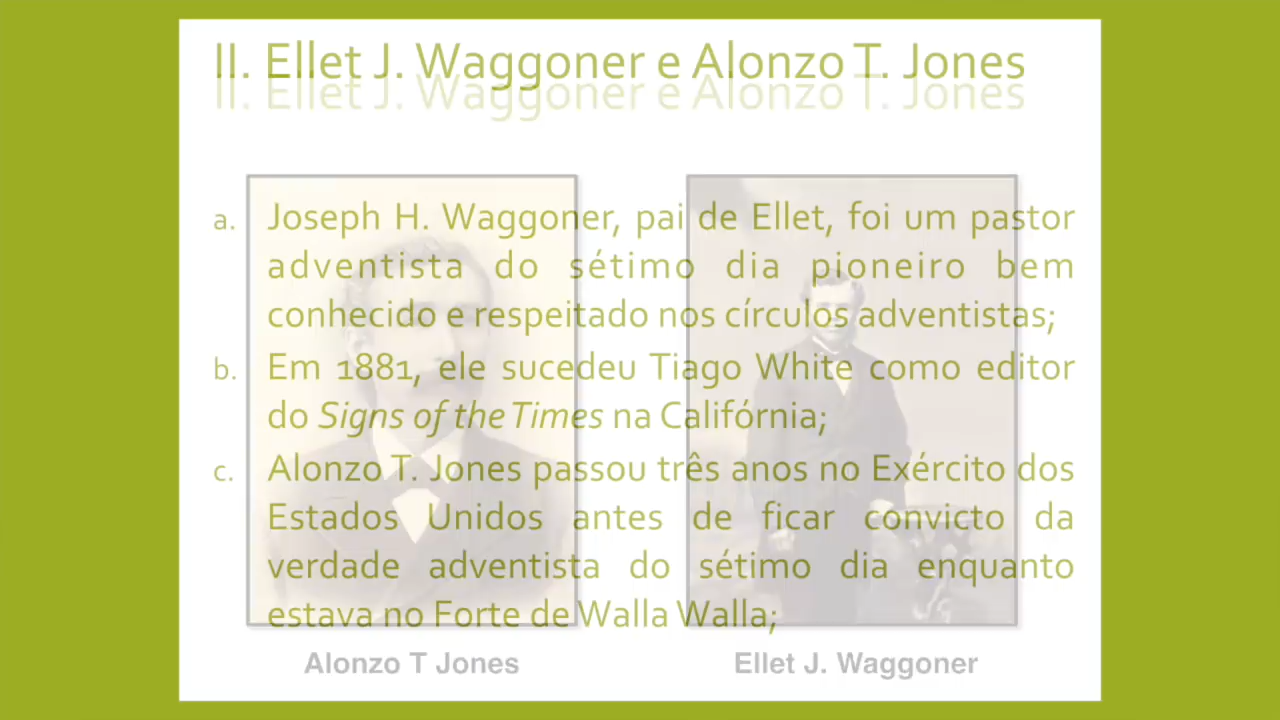 II. Ellet J. Waggoner e Alonzo T. Jones
a. Joseph H. Waggoner, pai de Ellet, foi um pastor
adventista do sétimo dia pioneiro bem
conhecido e respeitado nos círculos adventistas;
b. Em 1881, ele sucedeu Tiago White como editor
do Signs of the Times na Califórnia;
c. Alonzo T. Jones passou três anos no Exército dos
Estados Unidos antes de ficar convicto da
verdade adventista do sétimo dia enquanto
estava no Forte de Walla Walla;
Alonzo T Jones
Ellet J. Waggoner